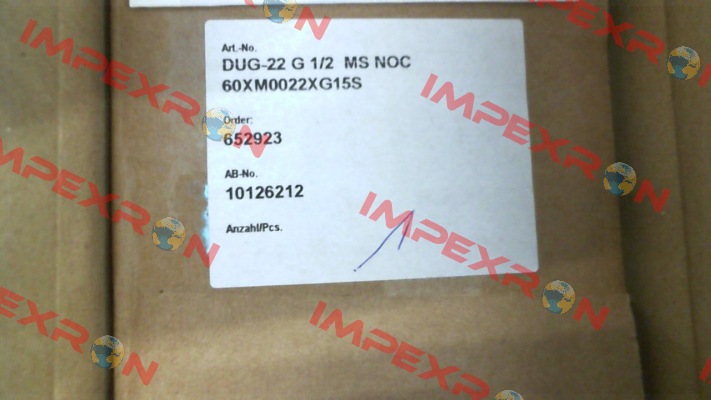 Art.-No.
DUG-22 G 1/2 MS NOC
60XM0022XG15S
Order:
652923
AB-No.
10126212
Anzahl/Pcs.
1
IMPEXRON
IMPEXRON
IMPEXRON
IMPEXRON
IMPEXRON
IMPEXRON